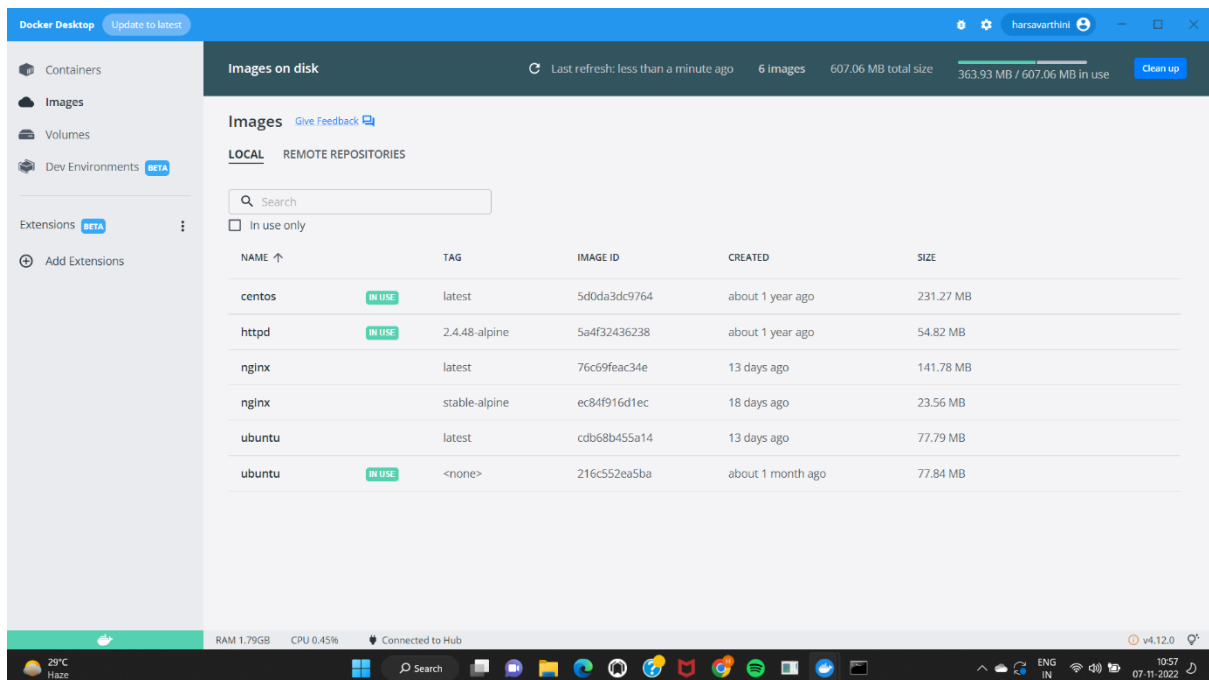 Docker Desktop Update to latest harsavarthini
Containers
Images
Volumes
Dev Environments BETA
Extensions BETA
Add Extensions
Images on disk Last refresh: less than a minute ago 6 images 607.06 MB total size 363.93 MB / 607.06 MB in use Clean up
Images Give Feedback
LOCAL REMOTE REPOSITORIES
Search
In use only
NAME TAG IMAGE ID CREATED SIZE
centos IN USE latest 5d0da3dc9764 about 1 year ago 231.27 MB
httpd IN USE 2.4.48-alpine 5a4f32436238 about 1 year ago 54.82 MB
nginx latest 76c69feac34e 13 days ago 141.78 MB
nginx stable-alpine ec84f916d1ec 18 days ago 23.56 MB
ubuntu latest cdb68b455a14 13 days ago 77.79 MB
ubuntu IN USE <none> 216c552ea5ba about 1 month ago 77.84 MB
RAM 1.79GB CPU 0.45% Connected to Hub v4.12.0
29°C
Haze
Search
ENG
IN
10:57
07-11-2022